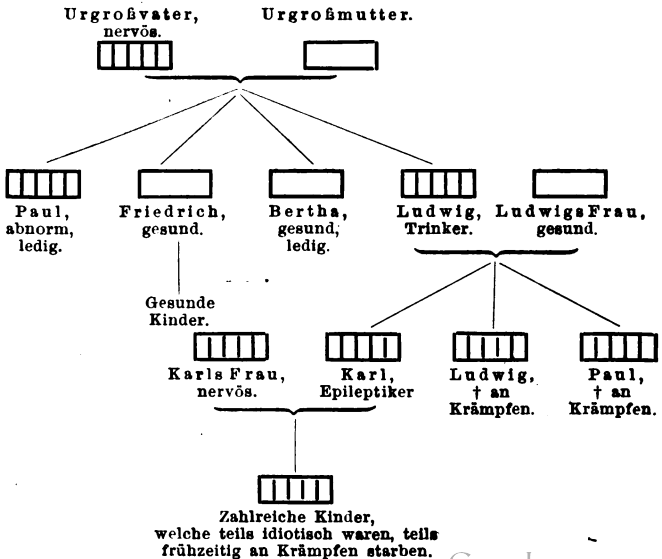 Urgroßvater,
nervös.
Urgroßmutter.
Paul,
abnorm,
ledig.
Friedrich,
gesund.
Bertha,
gesund,
ledig.
Ludwig,
Trinker.
Ludwigs Frau,
gesund.
Gesunde
Kinder.
Karls Frau,
nervös.
Karl,
Epileptiker
Ludwig,
† an
Krämpfen.
Paul,
† an
Krämpfen.
Zahlreiche Kinder,
welche teils idiotisch waren, teils
frühzeitig an Krämpfen starben.